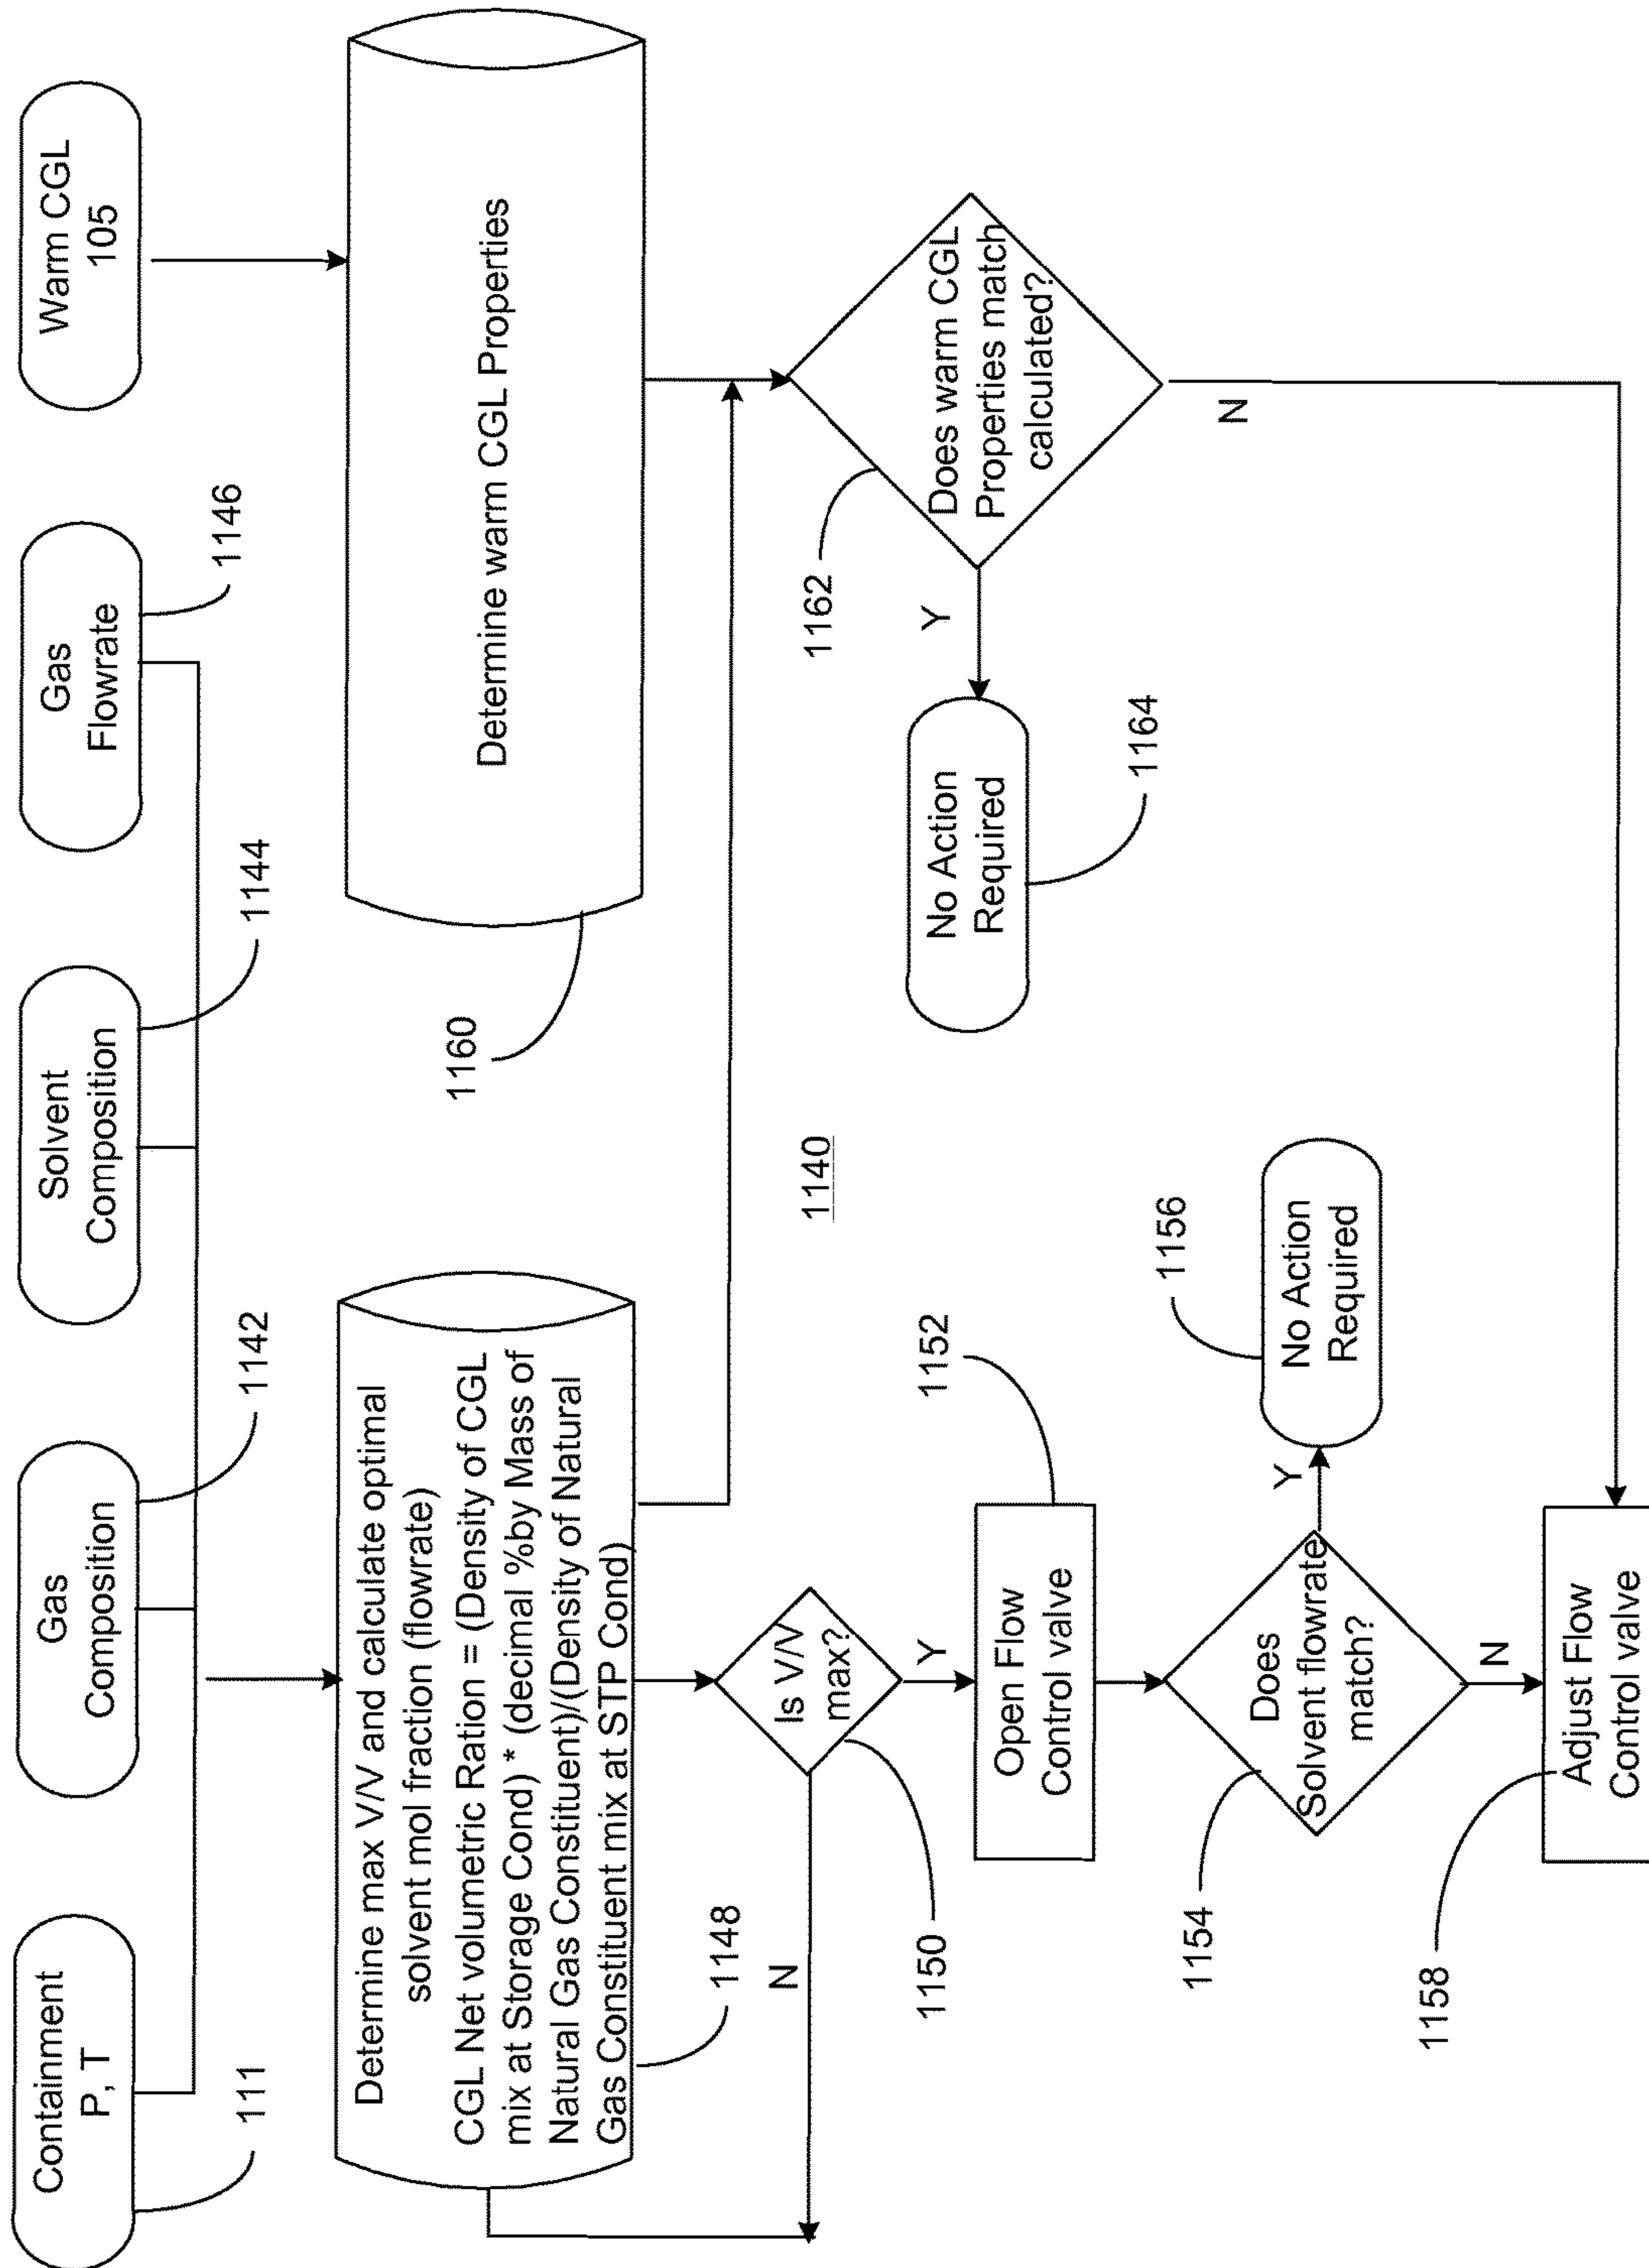 Containment
P, T
111
Gas
Composition
1142
Solvent
Composition
1144
Gas
Flowrate
1146
Warm CGL
105
Determine max V/V and calculate optimal
solvent mol fraction (flowrate)
CGL Net volumetric Ration = (Density of CGL
mix at Storage Cond) * (decimal %by Mass of
Natural Gas Constituent)/(Density of Natural
Gas Constituent mix at STP Cond)
1148
Determine warm CGL Properties
1160
Is V/V
max?
N
Y
1150
1140
Does warm CGL
Properties match
calculated?
1162
Y
N
Open Flow
Control valve
1152
No Action
Required
1164
Does
Solvent flowrate
match?
1154
Y
N
No Action
Required
1156
Adjust Flow
Control valve
1158